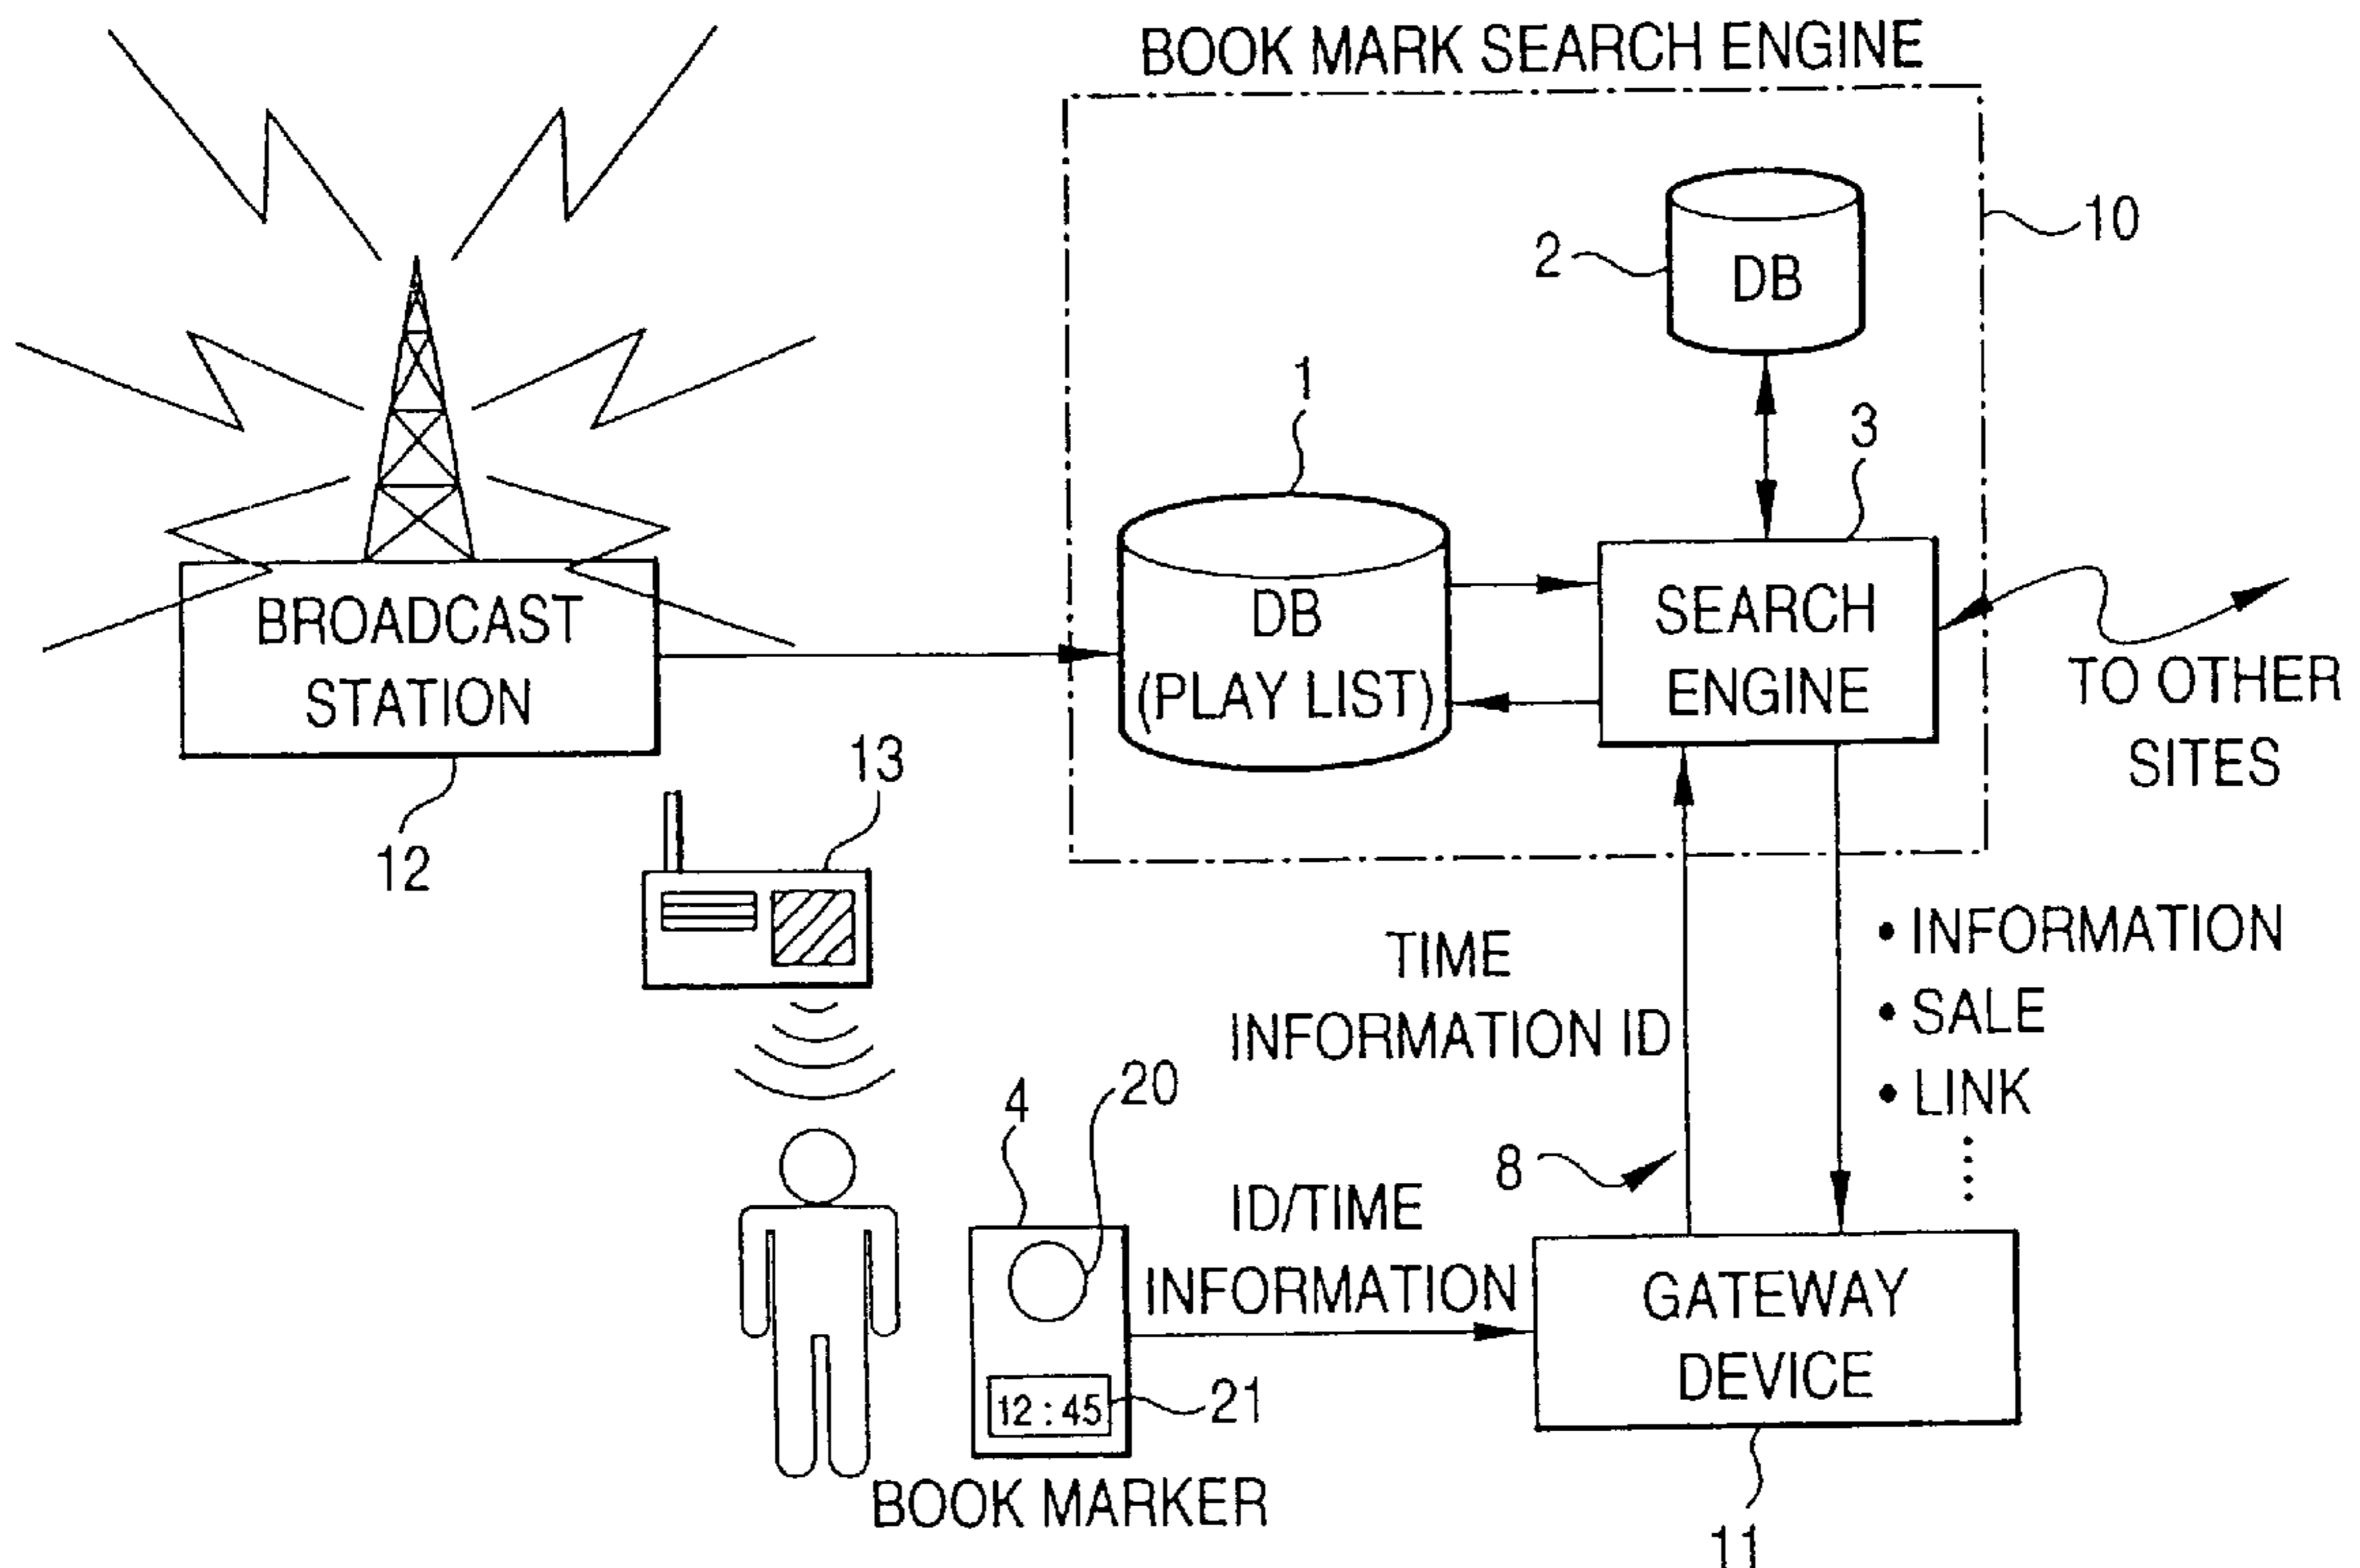 BOOK MARK SEARCH ENGINE
10
2
DB
1
3
DB
(PLAY LIST)
SEARCH
ENGINE
TO OTHER
SITES
BROADCAST
STATION
12
13
TIME
INFORMATION ID
• INFORMATION
• SALE
• LINK
8
4
20
ID/TIME
INFORMATION
12:45
21
BOOK MARKER
GATEWAY
DEVICE
11